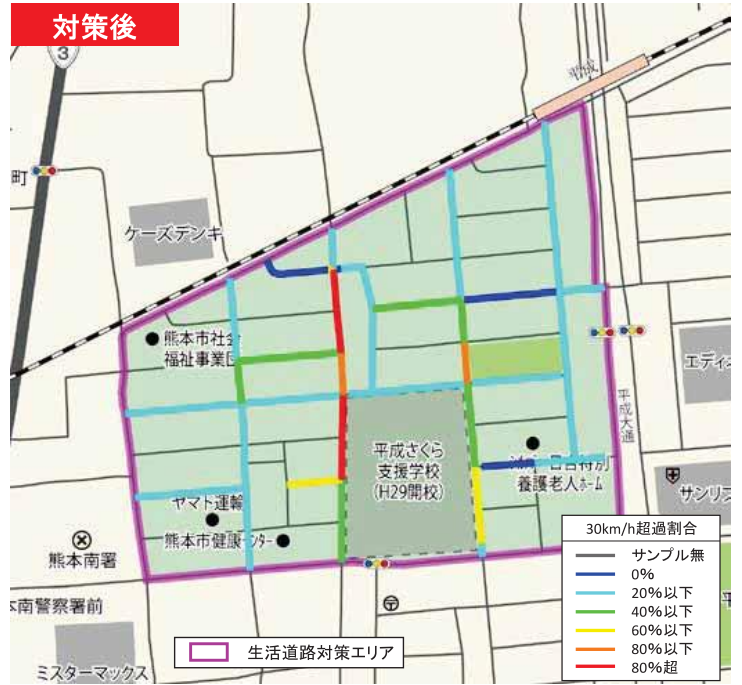 対策後
3
平成
町
ケーズデンキ
熊本市社会
福祉事業団
エディ
平成大通
平成さくら
支援学校
(H29開校)
養護老人ホーム
サンリブ
ヤマト運輸
熊本市健康センター
熊本南署
本南警察署前
ミスターマックス
生活道路対策エリア
30km/h超過割合
サンプル無
0%
20%以下
40%以下
60%以下
80%以下
80%超